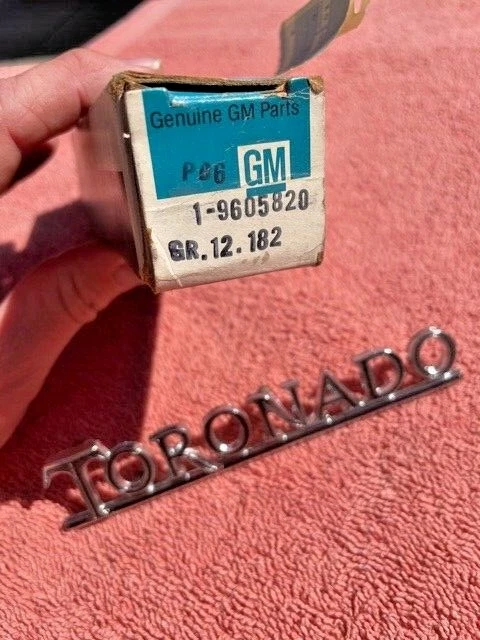 Genuine GM Parts
P06 GM
1-9605820
GR.12.182
TORONADO